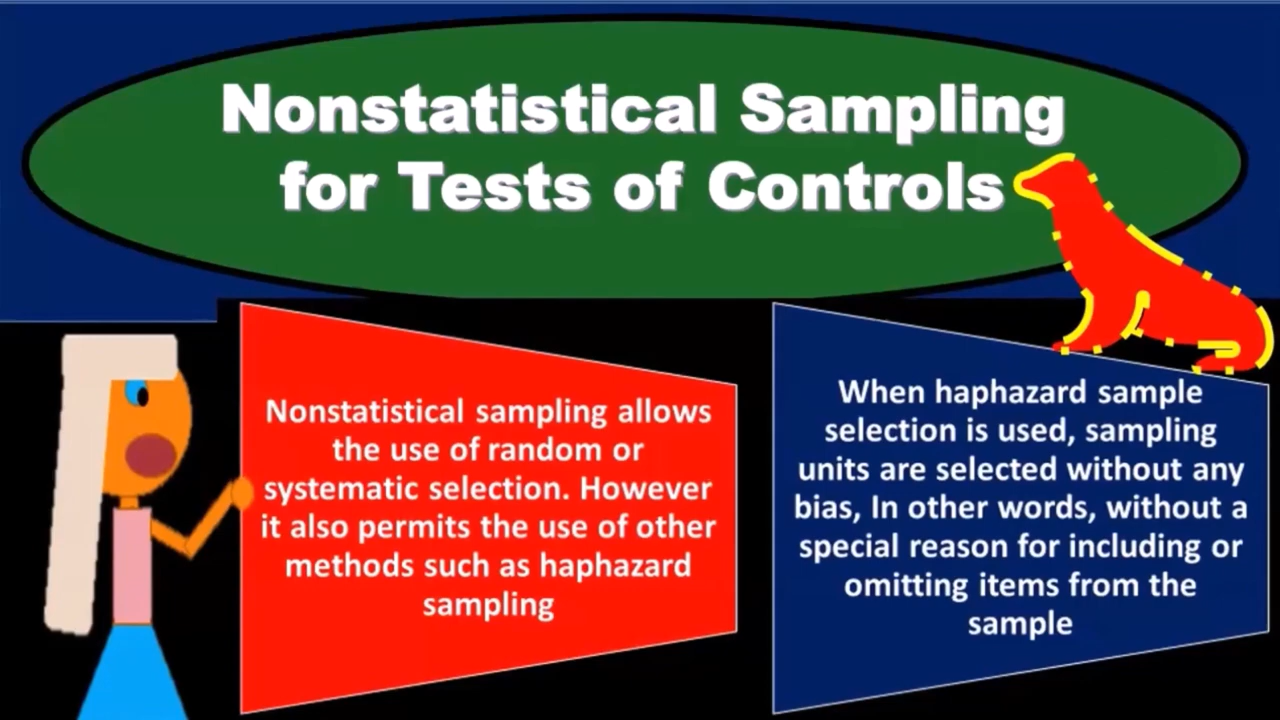 Nonstatistical Sampling
for Tests of Controls
Nonstatistical sampling allows
the use of random or
systematic selection. However
it also permits the use of other
methods such as haphazard
sampling
When haphazard sample
selection is used, sampling
units are selected without any
bias, In other words, without a
special reason for including or
omitting items from the
sample